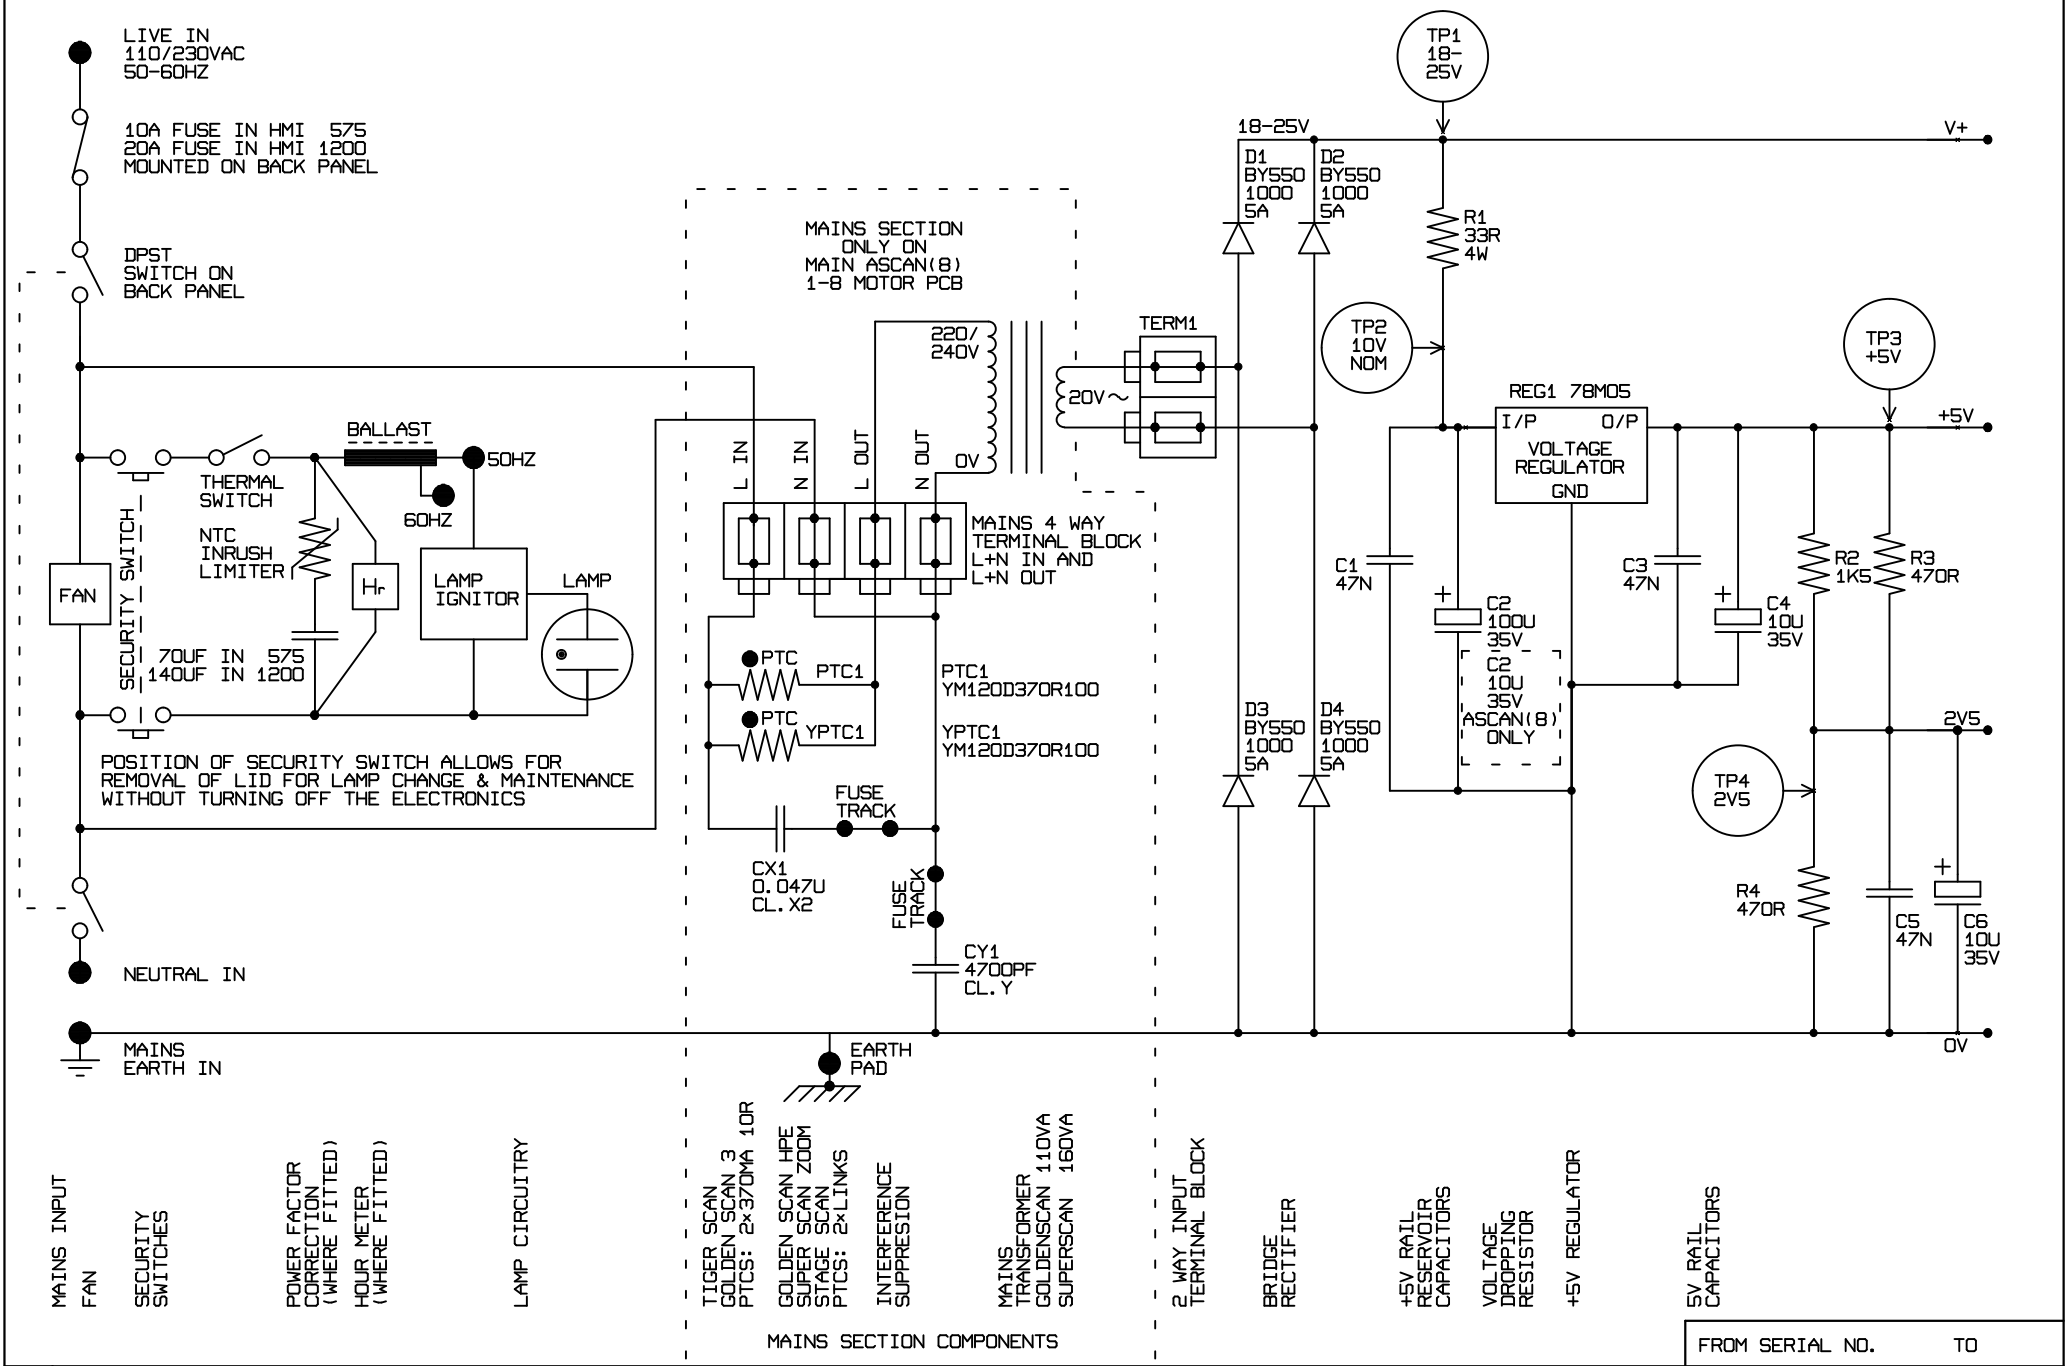 LIVE IN
110/230VAC
50-60HZ
10A FUSE IN HMI 575
20A FUSE IN HMI 1200
MOUNTED ON BACK PANEL
DPST
SWITCH ON
BACK PANEL
BALLAST
50HZ
60HZ
THERMAL
SWITCH
NTC
INRUSH
LIMITER
SECURITY SWITCH
FAN
Hr
LAMP
IGNITOR
LAMP
70UF IN 575
140UF IN 1200
POSITION OF SECURITY SWITCH ALLOWS FOR
REMOVAL OF LID FOR LAMP CHANGE & MAINTENANCE
WITHOUT TURNING OFF THE ELECTRONICS
NEUTRAL IN
MAINS
EARTH IN
MAINS SECTION
ONLY ON
MAIN ASCAN(8)
1-8 MOTOR PCB
220/
240V
0V
20V~
L IN
N IN
L OUT
N OUT
MAINS 4 WAY
TERMINAL BLOCK
L+N IN AND
L+N OUT
PTC
PTC1
PTC1
YM120D370R100
PTC
YPTC1
YPTC1
YM120D370R100
FUSE
TRACK
CX1
0.047U
CL.X2
FUSE
TRACK
CY1
4700PF
CL.Y
EARTH
PAD
TERM1
18-25V
D1
BY550
1000
5A
D2
BY550
1000
5A
D3
BY550
1000
5A
D4
BY550
1000
5A
TP1
18-
25V
V+
R1
33R
4W
TP2
10V
NOM
TP3
+5V
REG1 78M05
I/P
O/P
VOLTAGE
REGULATOR
GND
+5V
C1
47N
+
C2
100U
35V
C2
10U
35V
ASCAN(8)
ONLY
C3
47N
+
C4
10U
35V
R2
1K5
R3
470R
2V5
TP4
2V5
R4
470R
C5
47N
+
C6
10U
35V
0V
MAINS INPUT
FAN
SECURITY
SWITCHES
POWER FACTOR
CORRECTION
(WHERE FITTED)
HOUR METER
(WHERE FITTED)
LAMP CIRCUITRY
TIGER SCAN
GOLDEN SCAN 3
PTCS: 2x370MA 10R
GOLDEN SCAN HPE
SUPER SCAN ZOOM
STAGE SCAN
PTCS: 2xLINKS
INTERFERENCE
SUPPRESION
MAINS
TRANSFORMER
GOLDENSCAN 110VA
SUPERSCAN 160VA
2 WAY INPUT
TERMINAL BLOCK
BRIDGE
RECTIFIER
+5V RAIL
RESERVOIR
CAPACITORS
VOLTAGE
DROPPING
RESISTOR
+5V REGULATOR
5V RAIL
CAPACITORS
MAINS SECTION COMPONENTS
FROM SERIAL NO. TO